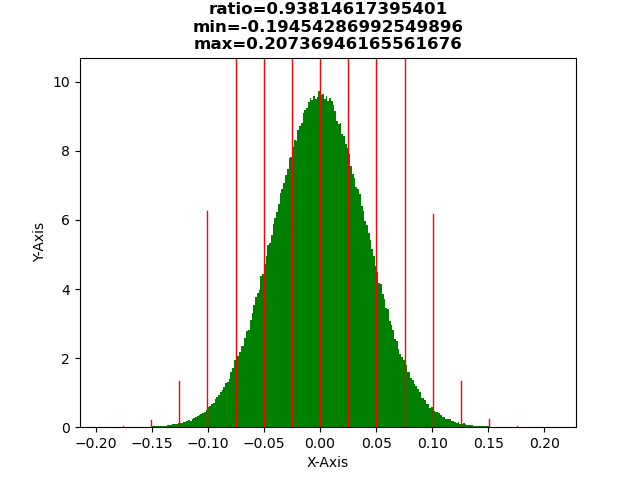 ratio=0.93814617395401
min=-0.19454286992549896
max=0.20736946165561676
10
8
6
4
2
0
Y-Axis
−0.20 −0.15 −0.10 −0.05 0.00 0.05 0.10 0.15 0.20
X-Axis